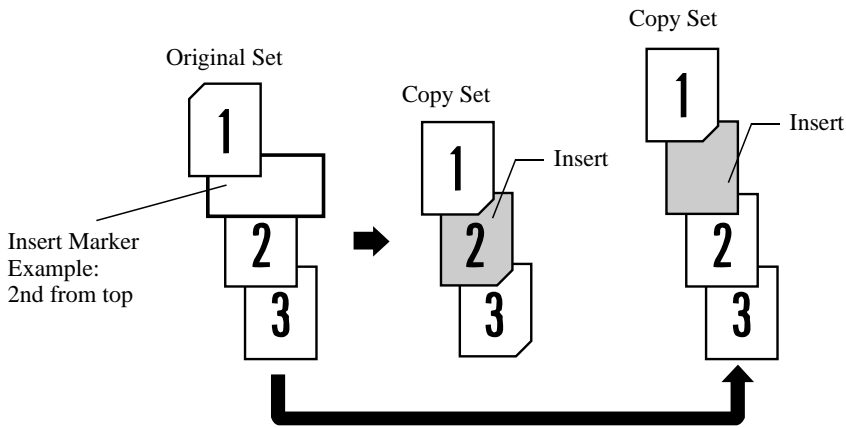 Original Set
1
Insert Marker
Example:
2nd from top
2
3
Copy Set
1
Insert
2
3
Copy Set
1
Insert
2
3